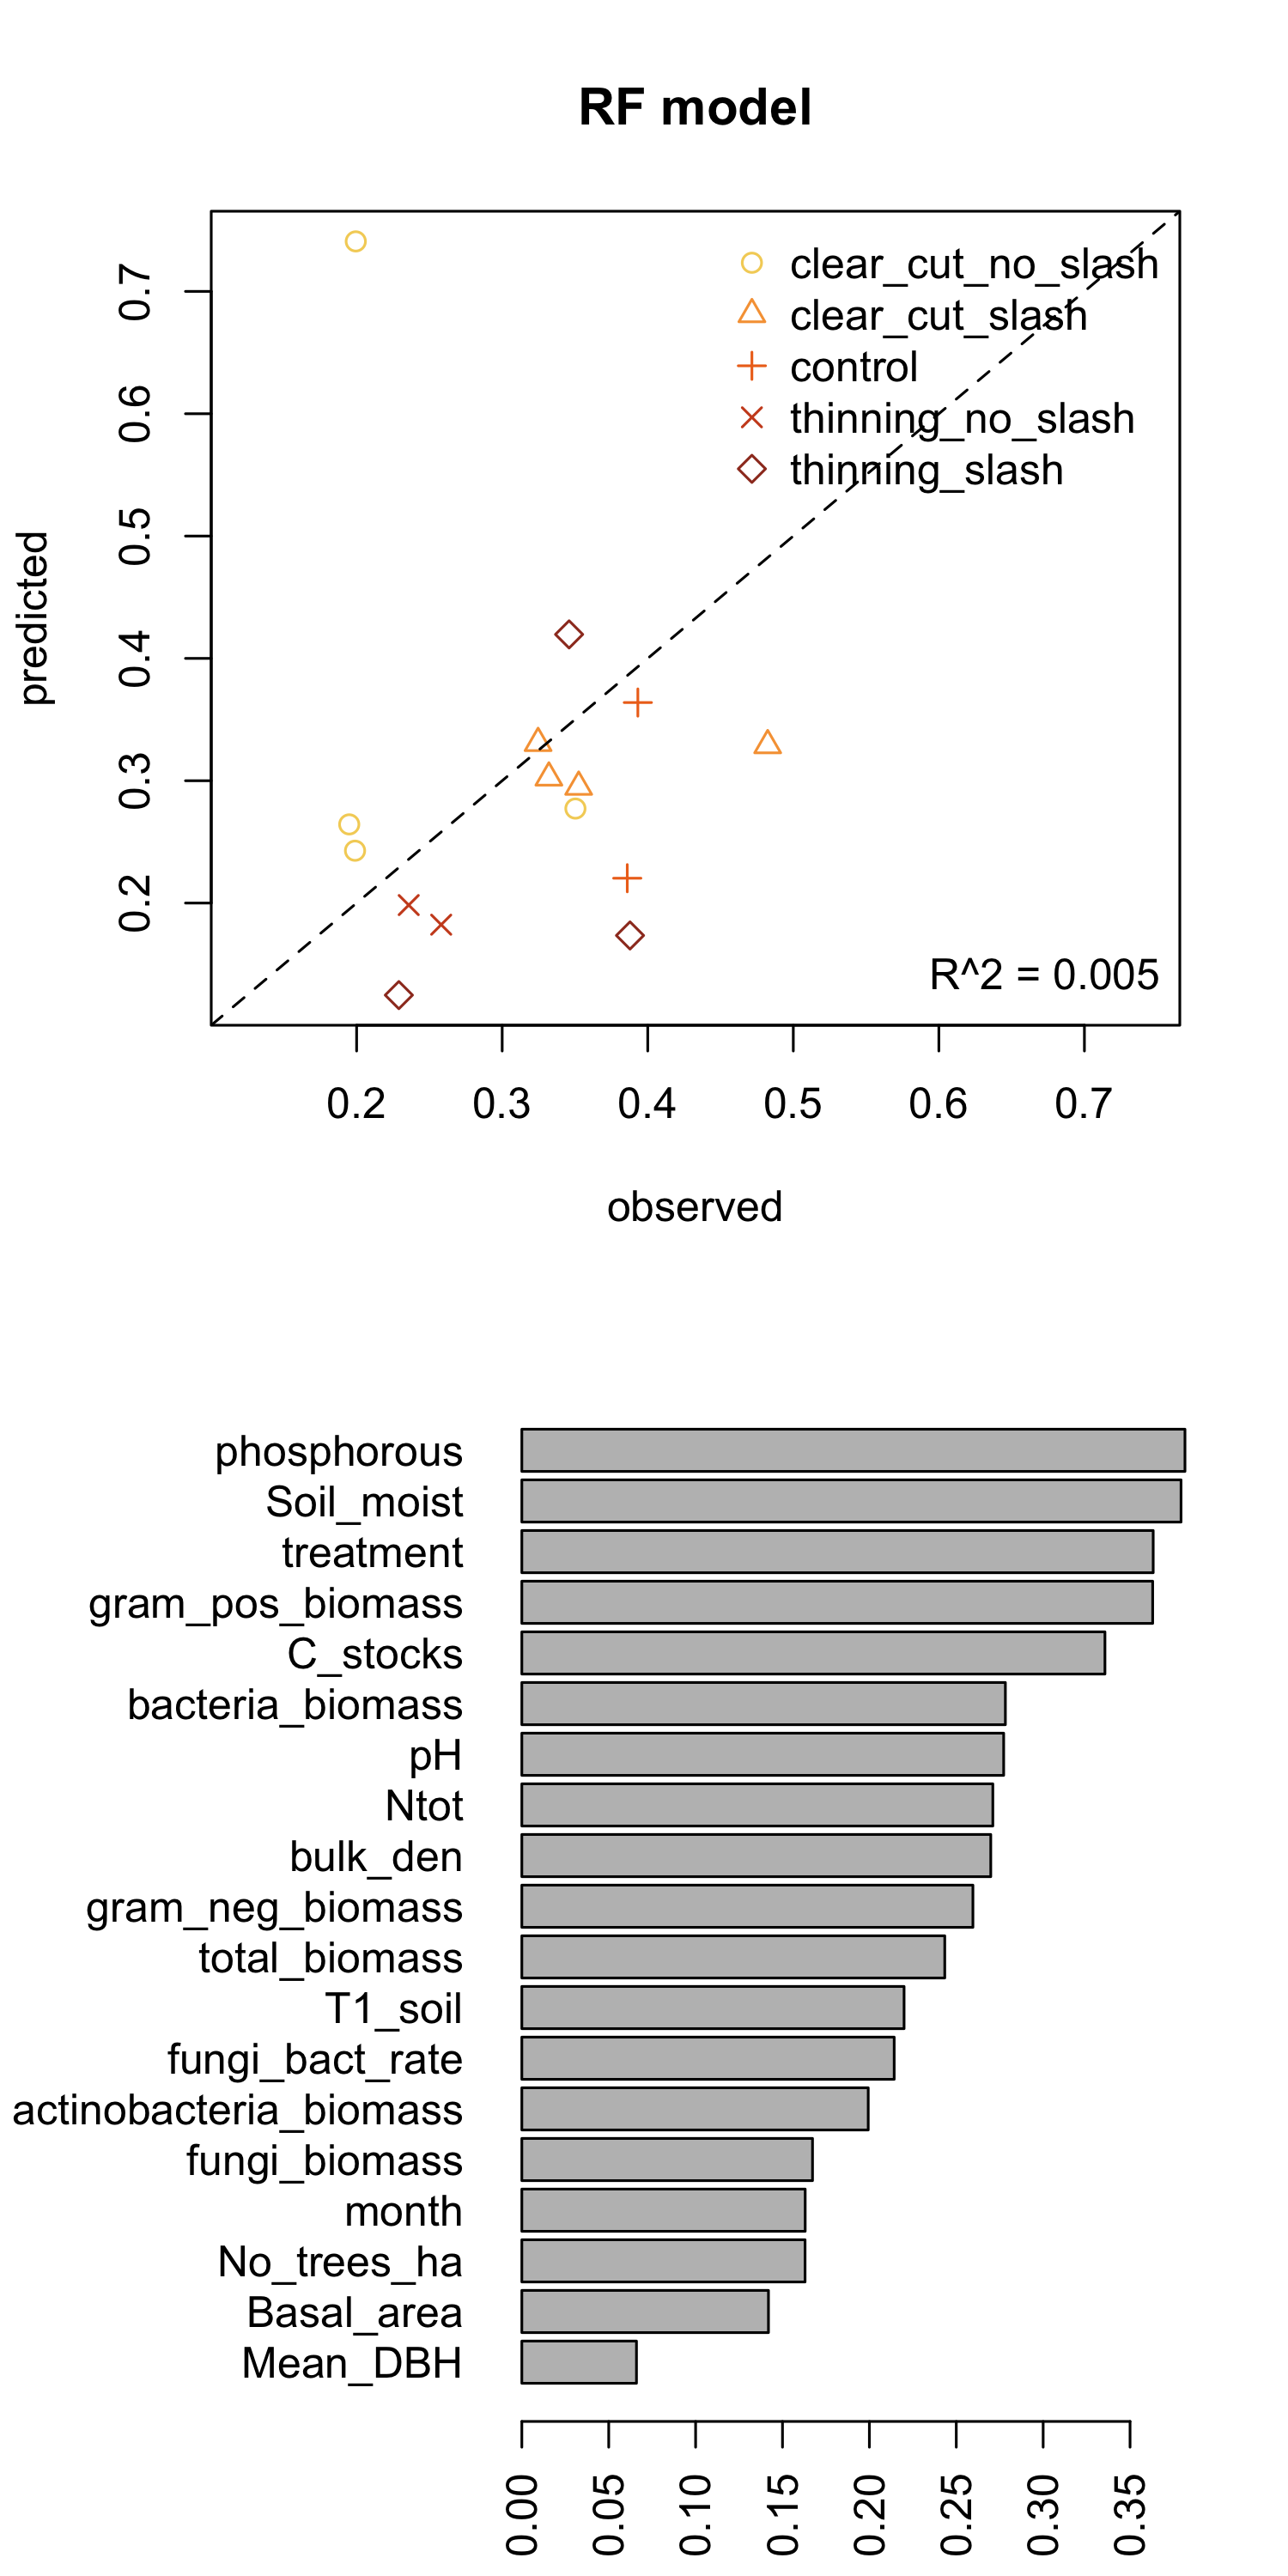 RF model
predicted
0.7
0.6
0.5
0.4
0.3
0.2
clear_cut_no_slash
clear_cut_slash
control
thinning_no_slash
thinning_slash
R^2 = 0.005
0.2 0.3 0.4 0.5 0.6 0.7
observed
phosphorous
Soil_moist
treatment
gram_pos_biomass
C_stocks
bacteria_biomass
pH
Ntot
bulk_den
gram_neg_biomass
total_biomass
T1_soil
fungi_bact_rate
actinobacteria_biomass
fungi_biomass
month
No_trees_ha
Basal_area
Mean_DBH
0.00 0.05 0.10 0.15 0.20 0.25 0.30 0.35